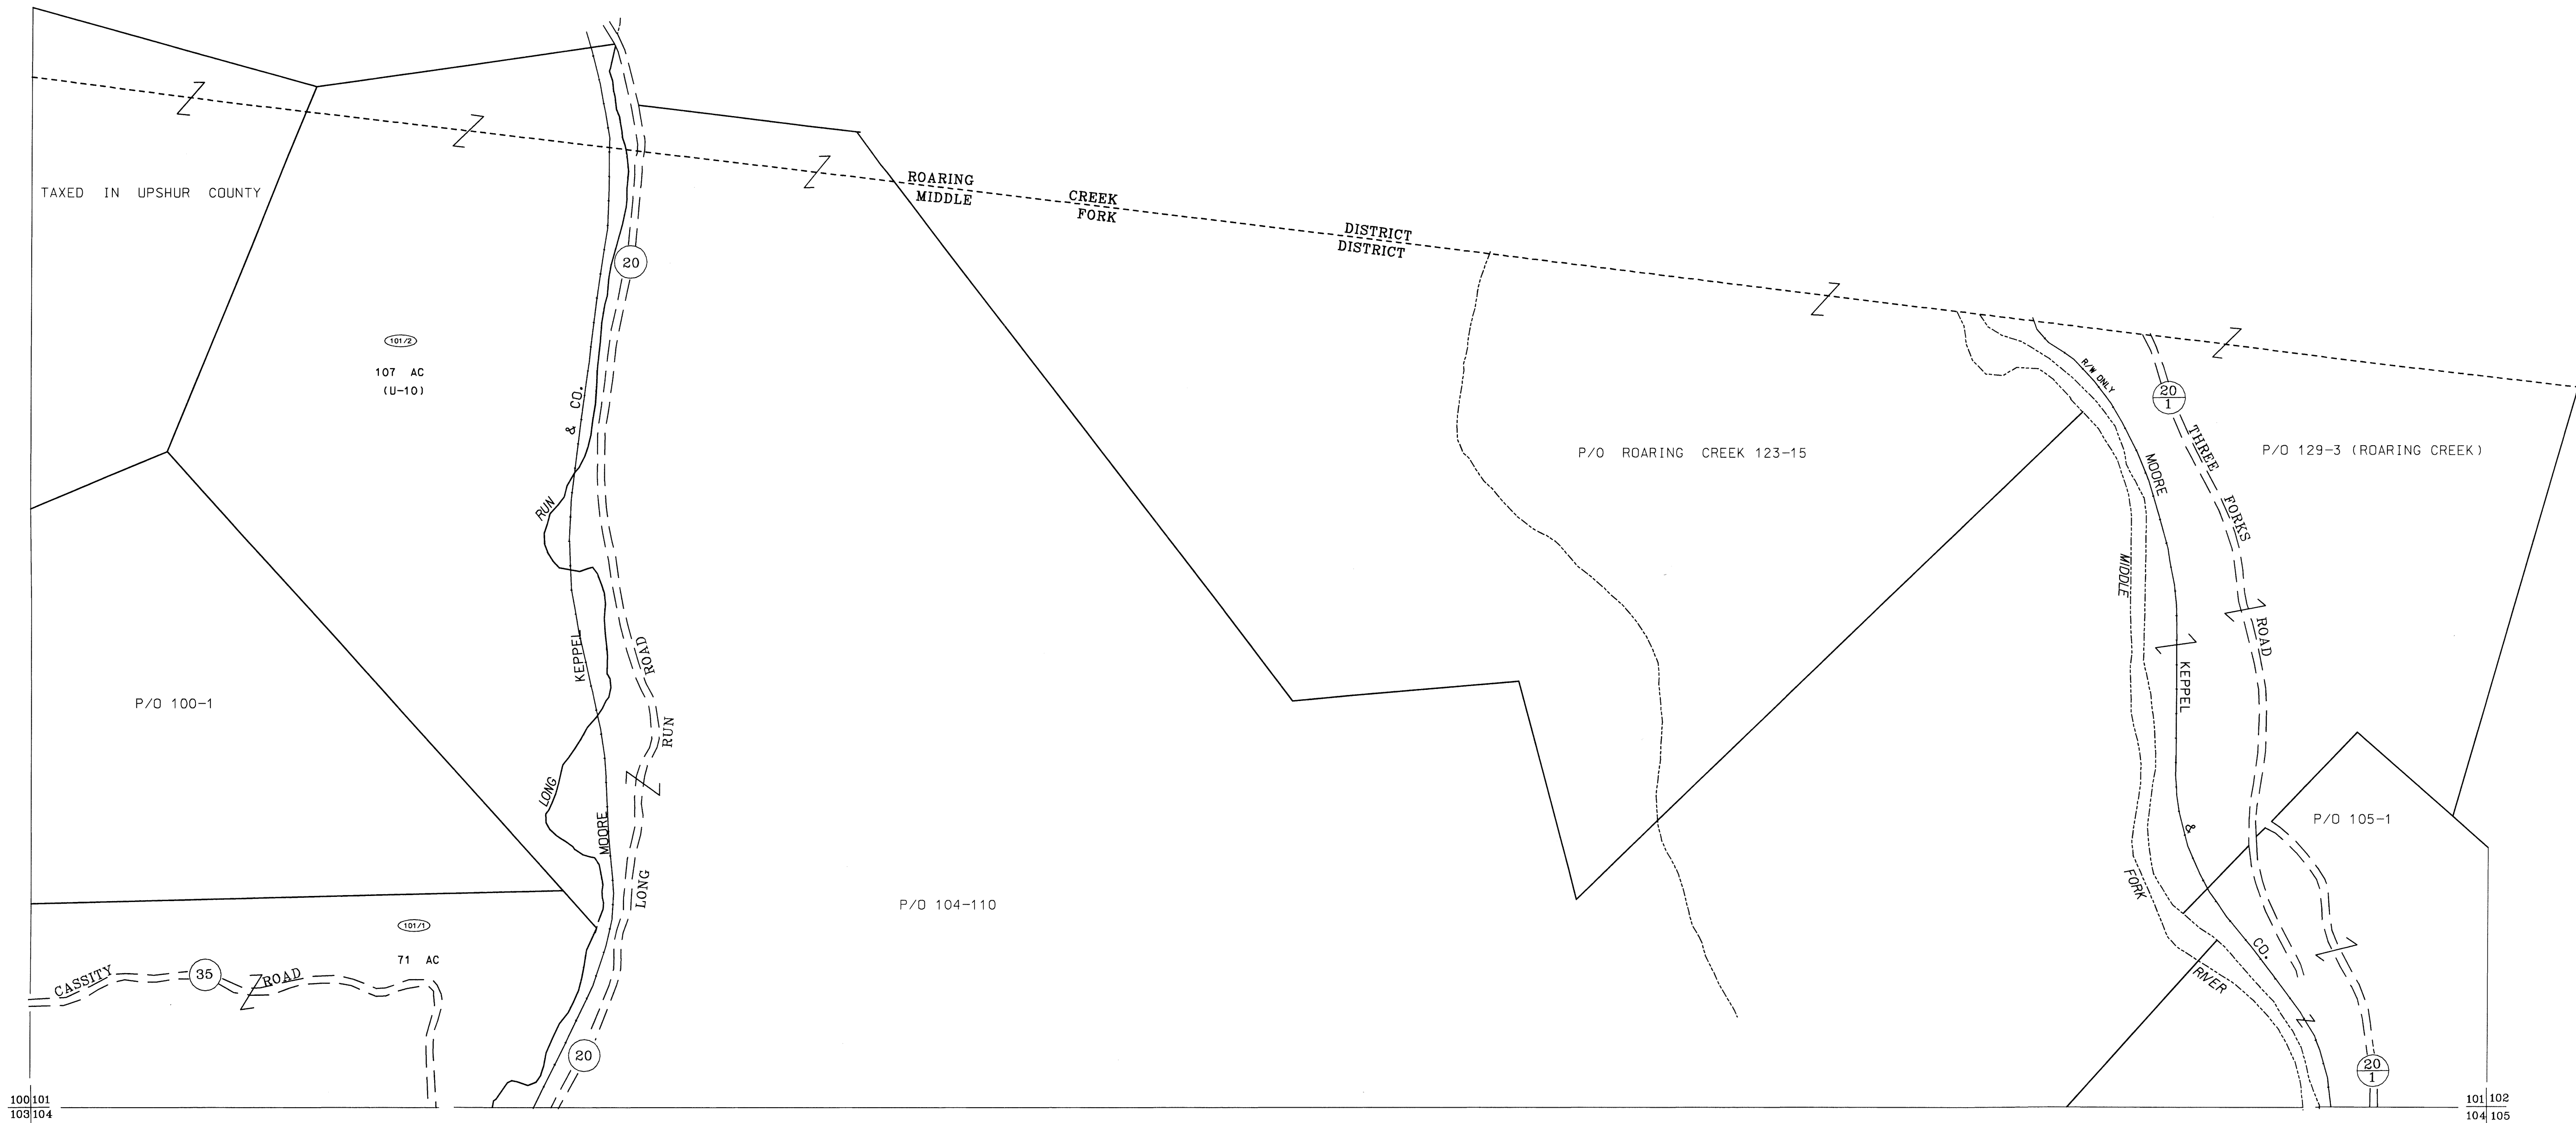 TAXED IN UPSHUR COUNTY
ROARING CREEK DISTRICT
MIDDLE FORK DISTRICT
20
101/2
107 AC
(U-10)
& CO.
RUN
KEPPEL
ROAD
RUN
LONG
MOORE
LONG
P/O 100-1
101/1
71 AC
CASSITY ROAD
35
20
P/O 104-110
P/O ROARING CREEK 123-15
R/W ONLY
20
1
THREE FORKS ROAD
P/O 129-3 (ROARING CREEK)
MOORE
KEPPEL
&
CO.
MIDDLE
FORK
RIVER
P/O 105-1
20
1
100 101
103 104
101 102
104 105